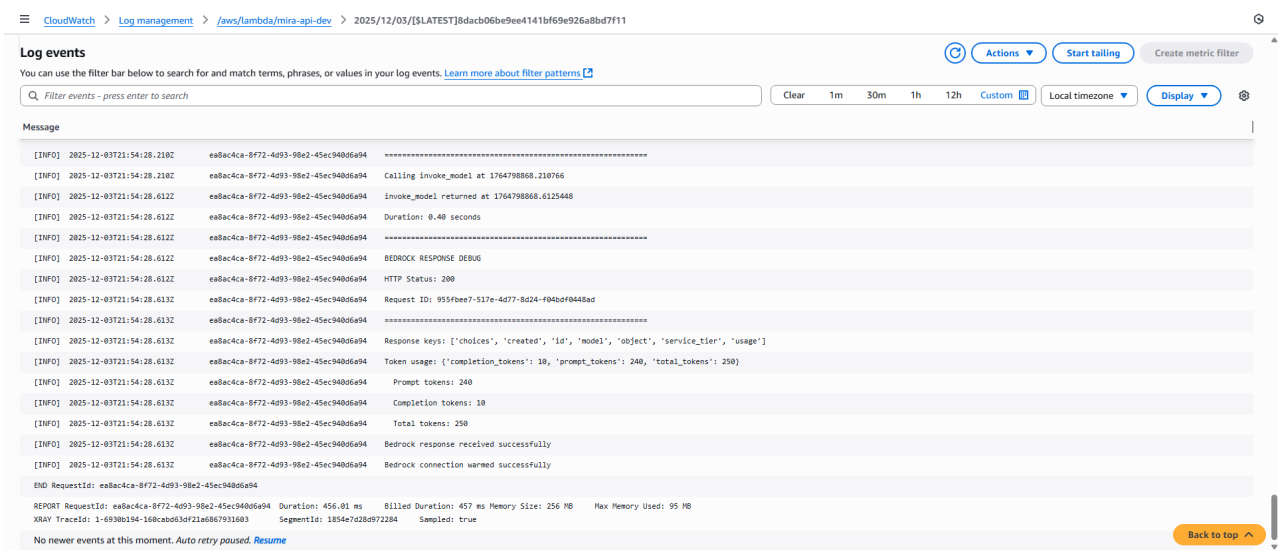 CloudWatch > Log management > /aws/lambda/mira-api-dev > 2025/12/03/[$LATEST]8dacb06be9ee4141bf69e926a8bd7f11
Log events
Actions ▼ Start tailing Create metric filter
You can use the filter bar below to search for and match terms, phrases, or values in your log events. Learn more about filter patterns
Filter events - press enter to search
Clear 1m 30m 1h 12h Custom Local timezone ▼ Display ▼
Message
[INFO] 2025-12-03T21:54:28.210Z ea8ac4ca-8f72-4d93-98e2-45ec940d6a94 ============================================================
[INFO] 2025-12-03T21:54:28.210Z ea8ac4ca-8f72-4d93-98e2-45ec940d6a94 Calling invoke_model at 1764798868.210766
[INFO] 2025-12-03T21:54:28.612Z ea8ac4ca-8f72-4d93-98e2-45ec940d6a94 invoke_model returned at 1764798868.6125448
[INFO] 2025-12-03T21:54:28.612Z ea8ac4ca-8f72-4d93-98e2-45ec940d6a94 Duration: 0.40 seconds
[INFO] 2025-12-03T21:54:28.612Z ea8ac4ca-8f72-4d93-98e2-45ec940d6a94 ============================================================
[INFO] 2025-12-03T21:54:28.612Z ea8ac4ca-8f72-4d93-98e2-45ec940d6a94 BEDROCK RESPONSE DEBUG
[INFO] 2025-12-03T21:54:28.612Z ea8ac4ca-8f72-4d93-98e2-45ec940d6a94 HTTP Status: 200
[INFO] 2025-12-03T21:54:28.613Z ea8ac4ca-8f72-4d93-98e2-45ec940d6a94 Request ID: 955fbee7-517e-4d77-8d24-f04bdf0448ad
[INFO] 2025-12-03T21:54:28.613Z ea8ac4ca-8f72-4d93-98e2-45ec940d6a94 ============================================================
[INFO] 2025-12-03T21:54:28.613Z ea8ac4ca-8f72-4d93-98e2-45ec940d6a94 Response keys: ['choices', 'created', 'id', 'model', 'object', 'service_tier', 'usage']
[INFO] 2025-12-03T21:54:28.613Z ea8ac4ca-8f72-4d93-98e2-45ec940d6a94 Token usage: {'completion_tokens': 10, 'prompt_tokens': 240, 'total_tokens': 250}
[INFO] 2025-12-03T21:54:28.613Z ea8ac4ca-8f72-4d93-98e2-45ec940d6a94 Prompt tokens: 240
[INFO] 2025-12-03T21:54:28.613Z ea8ac4ca-8f72-4d93-98e2-45ec940d6a94 Completion tokens: 10
[INFO] 2025-12-03T21:54:28.613Z ea8ac4ca-8f72-4d93-98e2-45ec940d6a94 Total tokens: 250
[INFO] 2025-12-03T21:54:28.613Z ea8ac4ca-8f72-4d93-98e2-45ec940d6a94 Bedrock response received successfully
[INFO] 2025-12-03T21:54:28.613Z ea8ac4ca-8f72-4d93-98e2-45ec940d6a94 Bedrock connection warmed successfully
END RequestId: ea8ac4ca-8f72-4d93-98e2-45ec940d6a94
REPORT RequestId: ea8ac4ca-8f72-4d93-98e2-45ec940d6a94 Duration: 456.01 ms Billed Duration: 457 ms Memory Size: 256 MB Max Memory Used: 95 MB
XRAY TraceId: 1-6930b194-160cabd63df21a6867931603 SegmentId: 1854e7d28d972284 Sampled: true
No newer events at this moment. Auto retry paused. Resume
Back to top